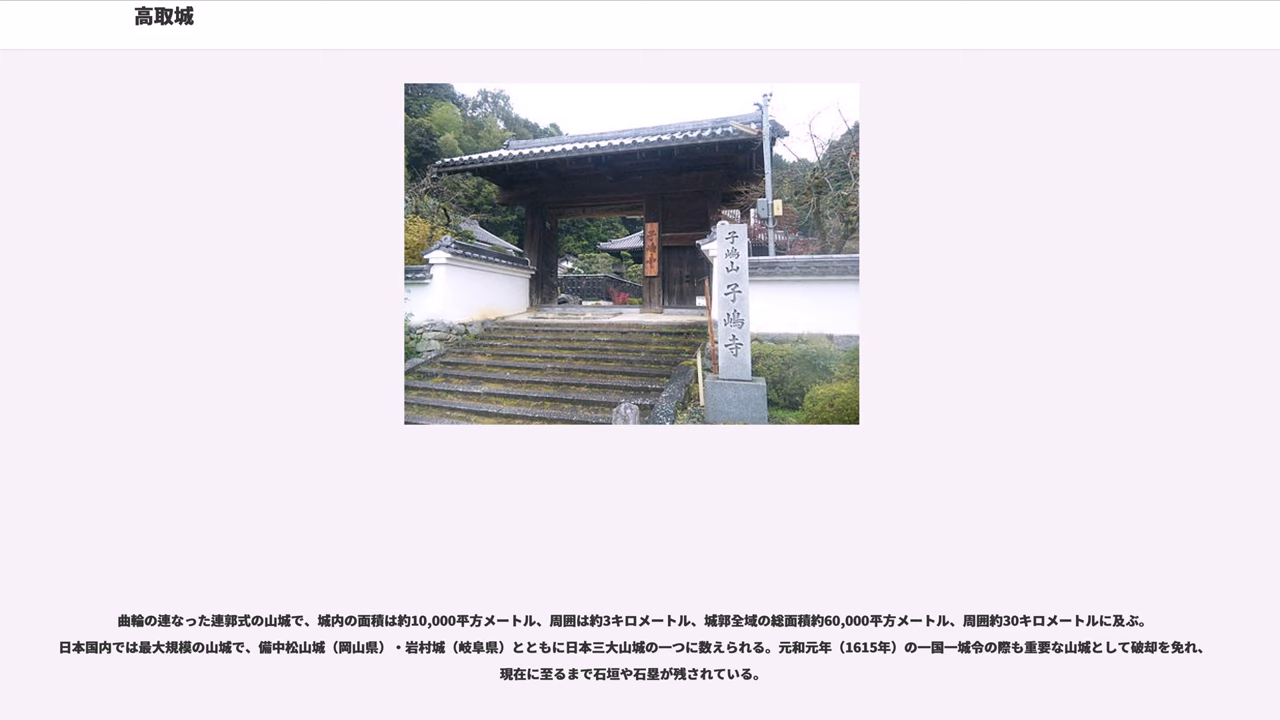 高取城
子嶋寺
子嶋山 子嶋寺
曲輪の連なった連郭式の山城で、城内の面積は約10,000平方メートル、周囲は約3キロメートル、城郭全域の総面積約60,000平方メートル、周囲約30キロメートルに及ぶ。
日本国内では最大規模の山城で、備中松山城（岡山県）・岩村城（岐阜県）とともに日本三大山城の一つに数えられる。元和元年（1615年）の一国一城令の際も重要な山城として破却を免れ、
現在に至るまで石垣や石塁が残されている。